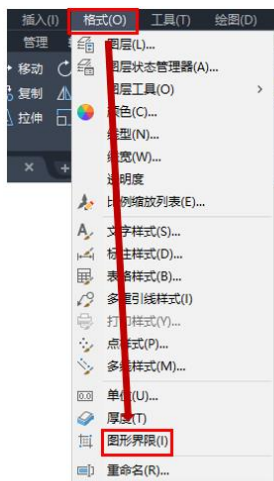 插入(I) 格式(O) 工具(T) 绘图(D)
管理
移动
复制
拉伸
图层(L)...
图层状态管理器(A)...
图层工具(O)
颜色(C)...
线型(N)...
线宽(W)...
透明度
比例缩放列表(E)...
文字样式(S)...
标注样式(D)...
表格样式(B)...
多重引线样式(I)
打印样式(Y)...
点样式(P)...
多线样式(M)...
0.0 单位(U)...
厚度(T)
图形界限(I)
重命名(R)...